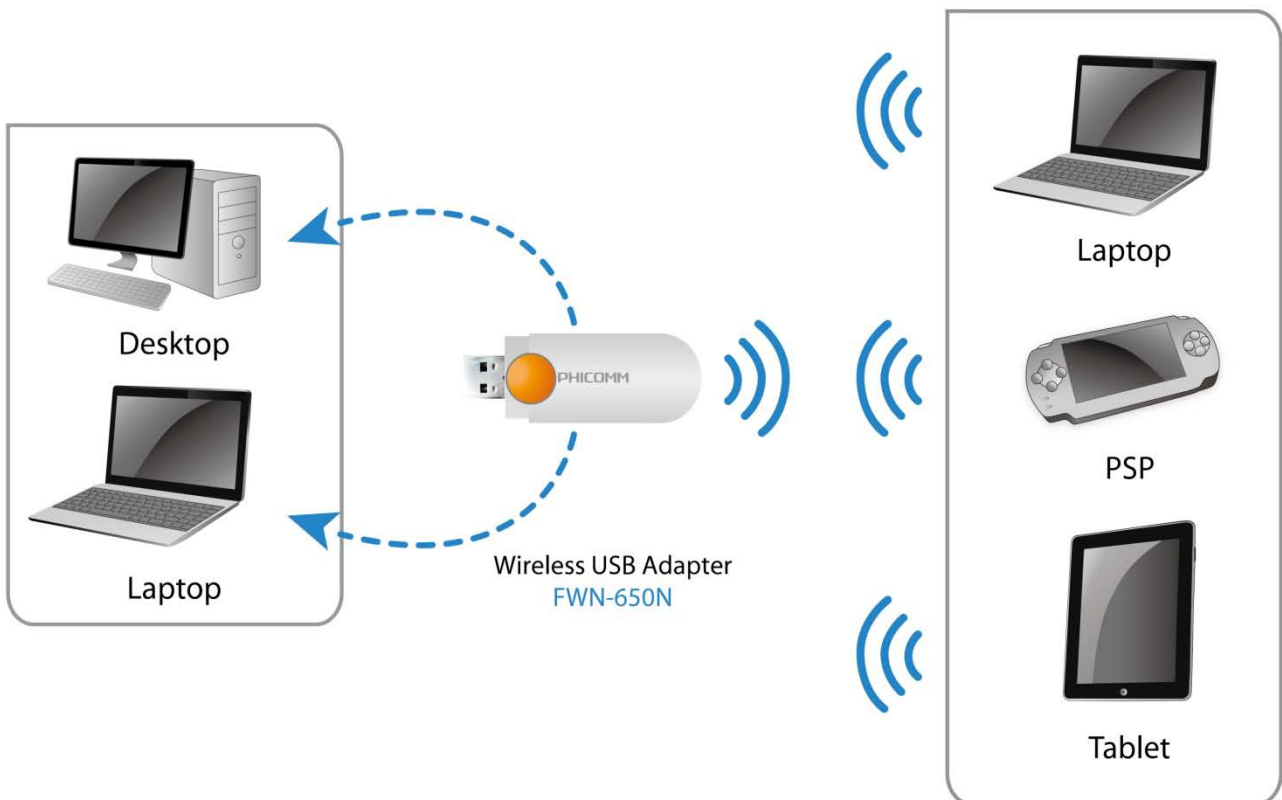 Desktop
Laptop
PHICOMM
Wireless USB Adapter
FWN-650N
Laptop
PSP
Tablet